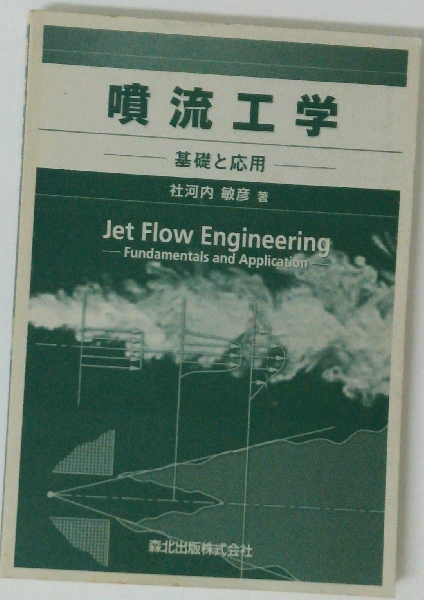 噴流工学
基礎と応用
社河内 敏彦 著
Jet Flow Engineering
Fundamentals and Application
森北出版株式会社